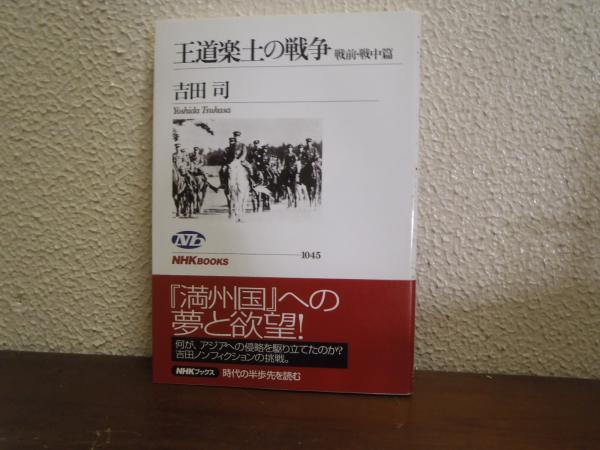 王道楽土の戦争 戦前・戦中篇
吉田 司
Yoshida Tsukasa
Nb
NHK BOOKS
1045
『満州国』への
夢と欲望!
何が、アジアへの侵略を駆り立てたのか?
吉田ノンフィクションの挑戦。
NHKブックス 時代の半歩先を読む